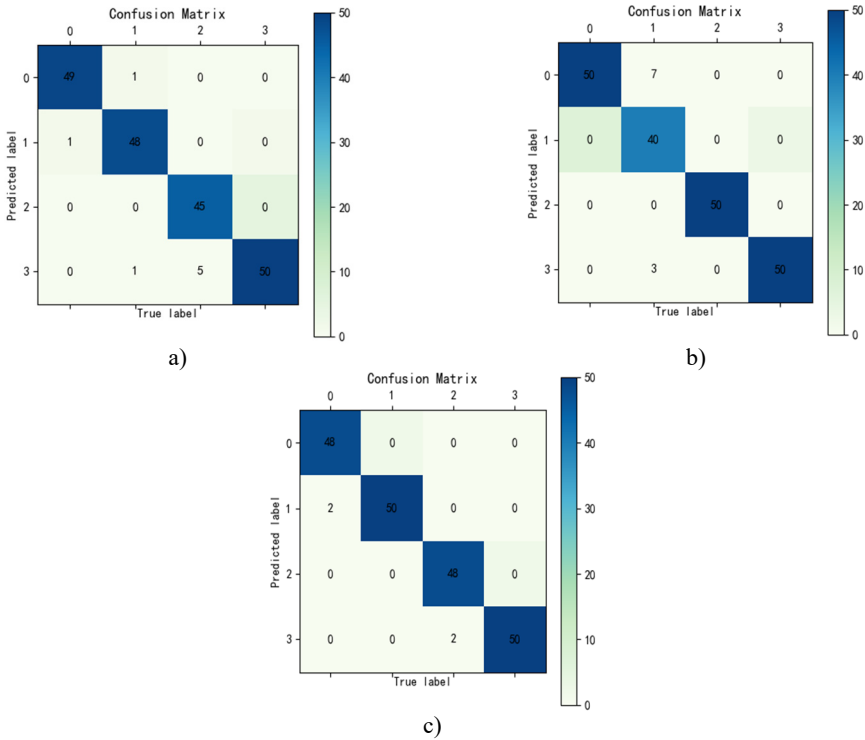 Confusion Matrix
0 1 2 3
0 49 1 0 0
1 1 48 0 0
2 0 0 45 0
3 0 1 5 50
Predicted label
True label
50
40
30
20
10
0
a)
Confusion Matrix
0 1 2 3
0 50 7 0 0
1 0 40 0 0
2 0 0 50 0
3 0 3 0 50
Predicted label
True label
50
40
30
20
10
0
b)
Confusion Matrix
0 1 2 3
0 48 0 0 0
1 2 50 0 0
2 0 0 48 0
3 0 0 2 50
Predicted label
True label
50
40
30
20
10
0
c)